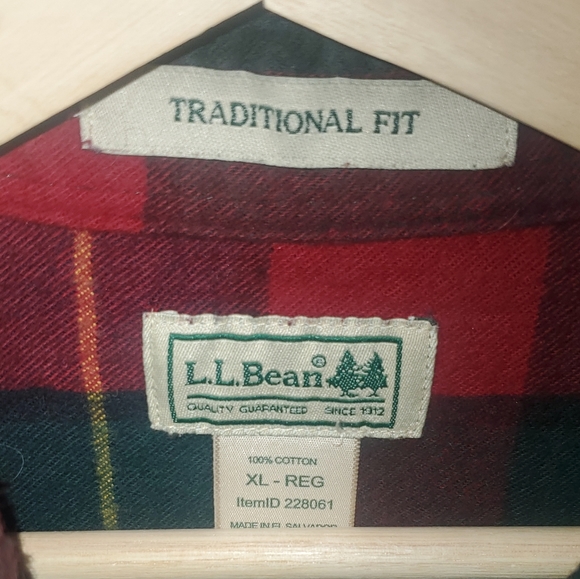 TRADITIONAL FIT
L.L.Bean®
QUALITY GUARANTEED SINCE 1912
100% COTTON
XL - REG
ItemID 228061
MADE IN EL SALVADOR